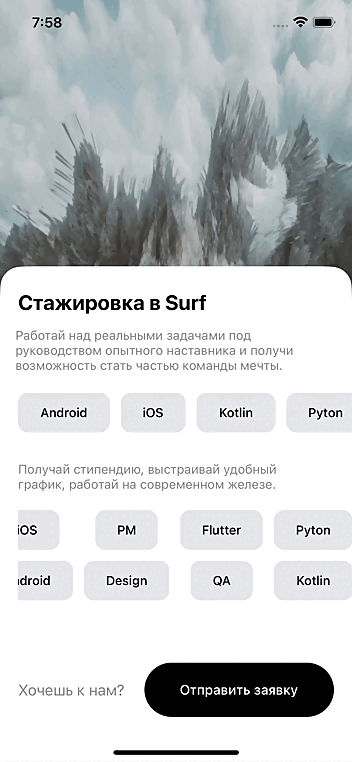 7:58
Стажировка в Surf
Работай над реальными задачами под
руководством опытного наставника и получи
возможность стать частью команды мечты.
Android iOS Kotlin Pyton
Получай стипендию, выстраивай удобный
график, работай на современном железе.
iOS PM Flutter Pyton
droid Design QA Kotlin
Хочешь к нам? Отправить заявку